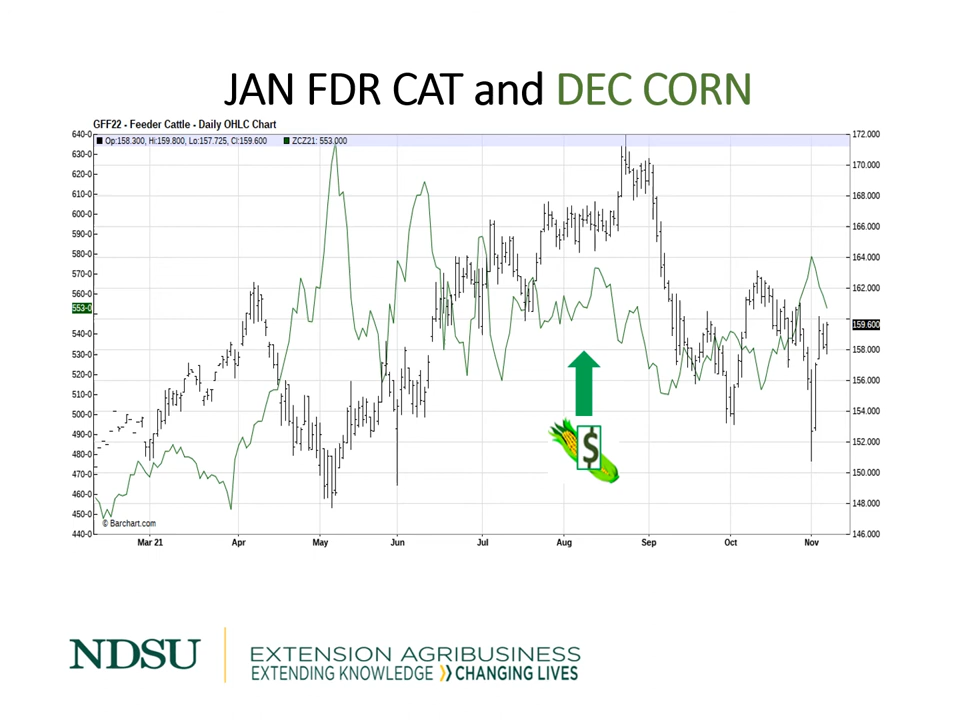 JAN FDR CAT and DEC CORN
GFF22 - Feeder Cattle - Daily OHLC Chart
Op:158.300, Hi:159.800, Lo:157.725, Cl:159.600 ZCZ21: 553.000
640-0 172.000
630-0 170.000
620-0
610-0 168.000
600-0
590-0 166.000
580-0 164.000
570-0
560-0 162.000
553-0
159.600
540-0
530-0 158.000
520-0 156.000
510-0
500-0 154.000
490-0
480-0 152.000
470-0 150.000
460-0
450-0 148.000
440-0 146.000
$
© Barchart.com
Mar 21 Apr May Jun Jul Aug Sep Oct Nov
NDSU
EXTENSION AGRIBUSINESS
EXTENDING KNOWLEDGE CHANGING LIVES